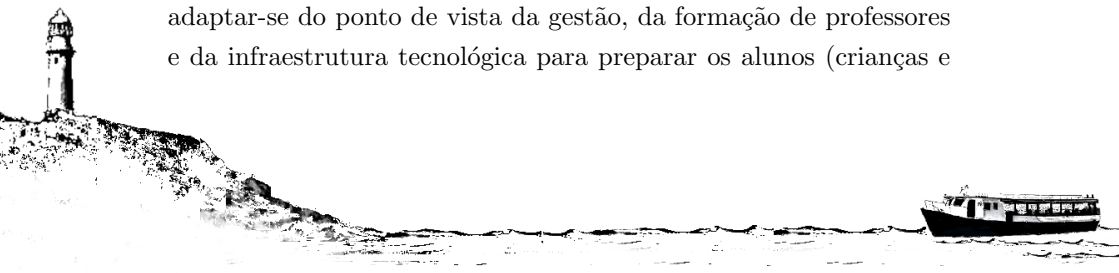 adaptar-se do ponto de vista da gestão, da formação de professores
e da infraestrutura tecnológica para preparar os alunos (crianças e